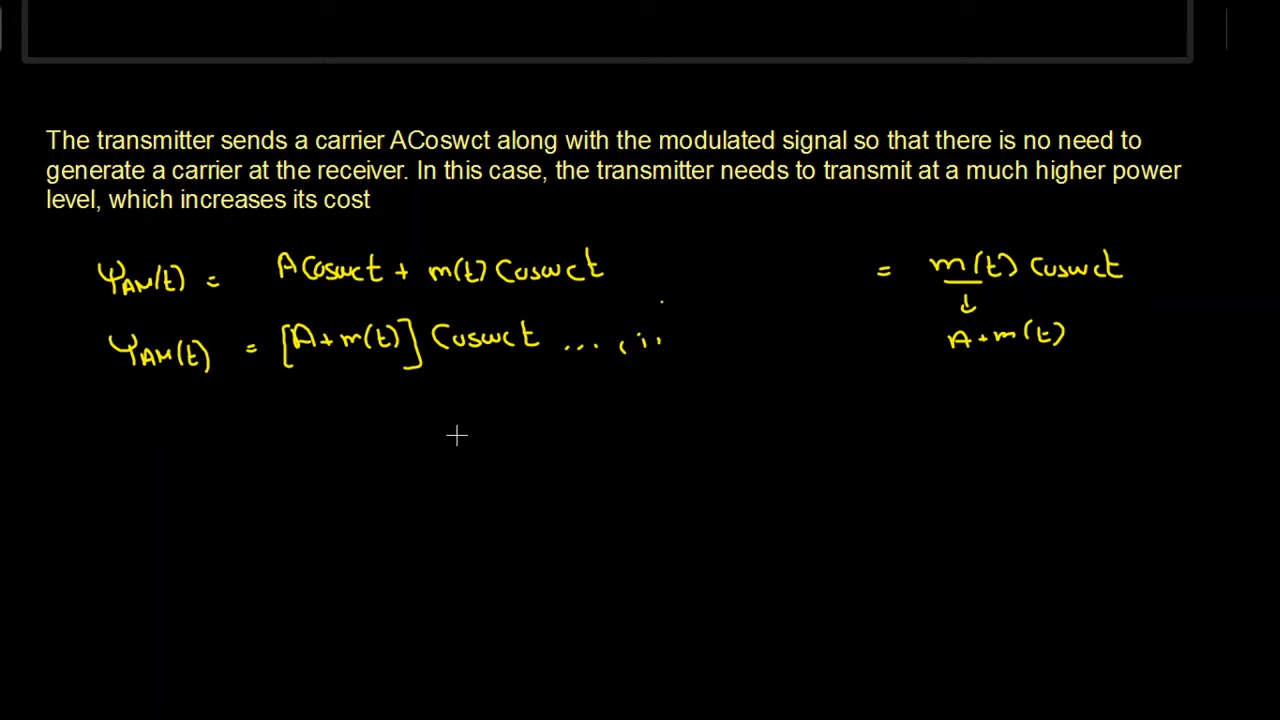 The transmitter sends a carrier ACoswct along with the modulated signal so that there is no need to
generate a carrier at the receiver. In this case, the transmitter needs to transmit at a much higher power
level, which increases its cost
ΨAM(t) = A Coswct + m(t) Coswct = m(t) Coswct
↓
ΨAM(t) = [A+m(t)] Coswct ... (i) A+m(t)